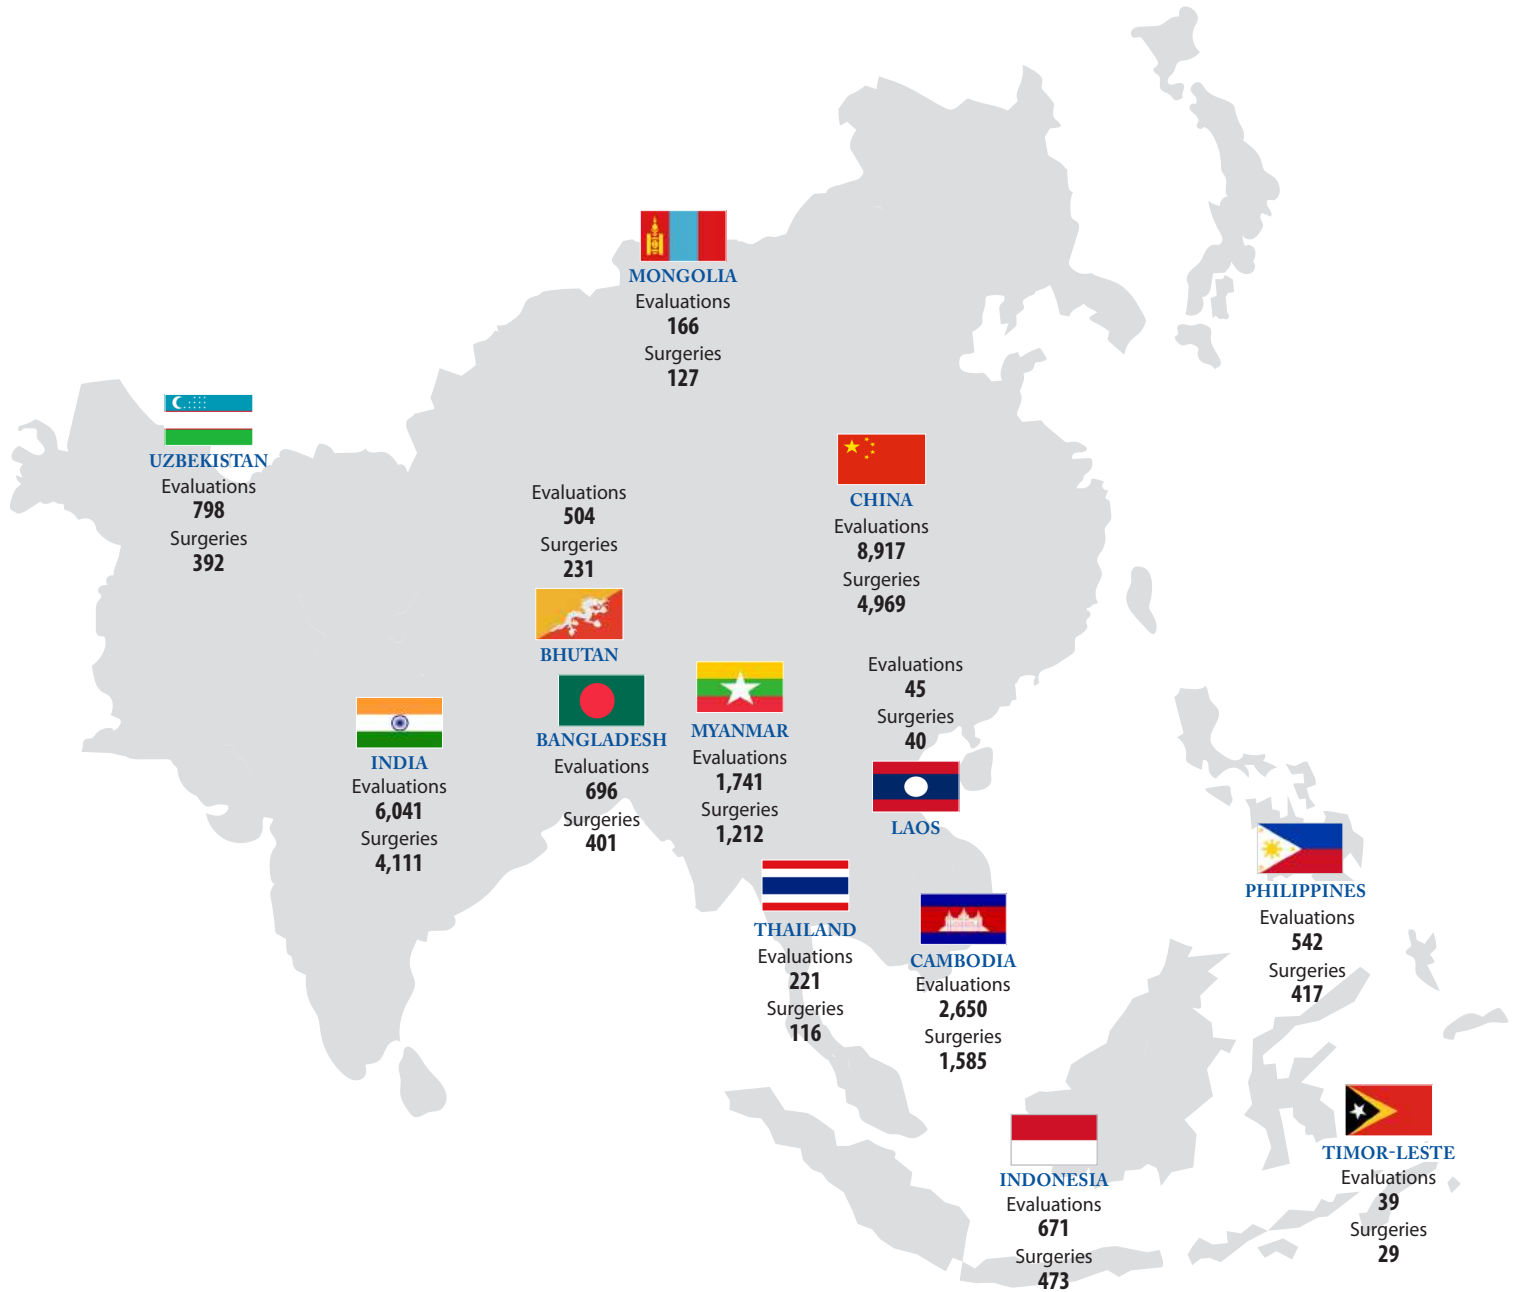 MONGOLIA
Evaluations
166
Surgeries
127
UZBEKISTAN
Evaluations
798
Surgeries
392
Evaluations
504
Surgeries
231
BHUTAN
CHINA
Evaluations
8,917
Surgeries
4,969
INDIA
Evaluations
6,041
Surgeries
4,111
BANGLADESH
Evaluations
696
Surgeries
401
MYANMAR
Evaluations
1,741
Surgeries
1,212
Evaluations
45
Surgeries
40
LAOS
THAILAND
Evaluations
221
Surgeries
116
CAMBODIA
Evaluations
2,650
Surgeries
1,585
PHILIPPINES
Evaluations
542
Surgeries
417
INDONESIA
Evaluations
671
Surgeries
473
TIMOR-LESTE
Evaluations
39
Surgeries
29